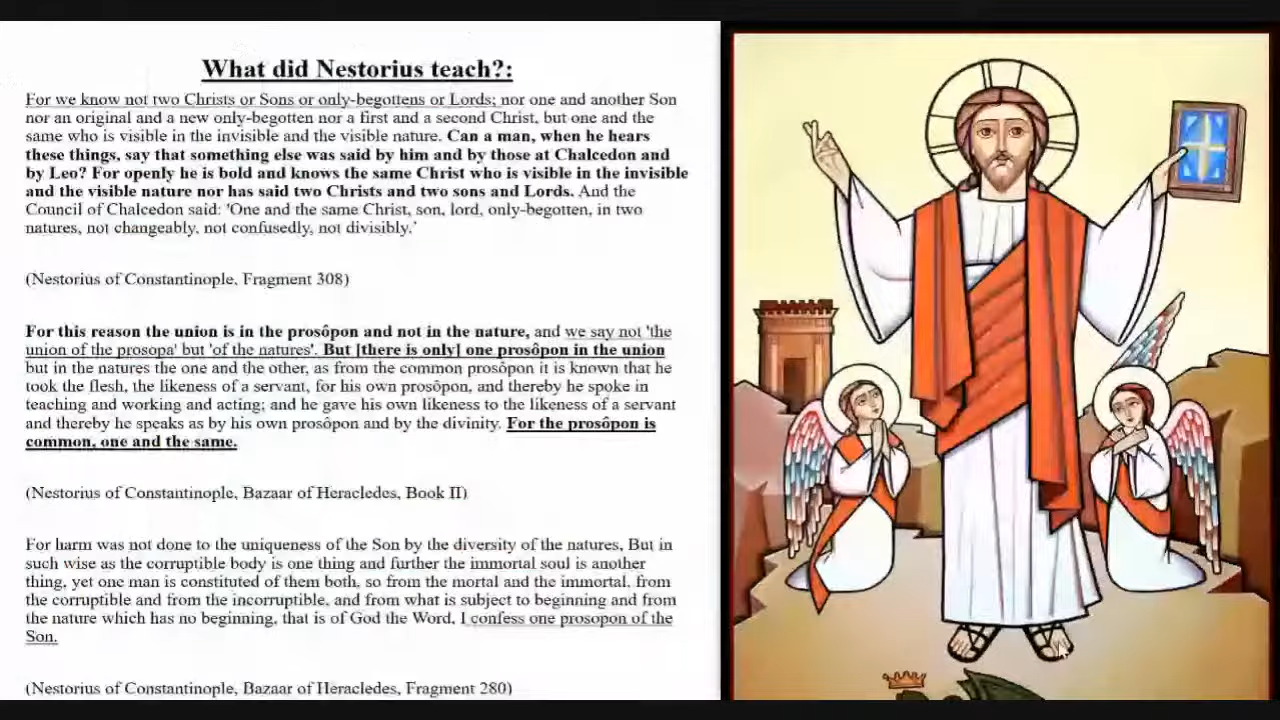 What did Nestorius teach?:
For we know not two Christs or Sons or only-begottens or Lords; nor one and another Son
nor an original and a new only-begotten nor a first and a second Christ, but one and the
same who is visible in the invisible and the visible nature. Can a man, when he hears
these things, say that something else was said by him and by those at Chalcedon and
by Leo? For openly he is bold and knows the same Christ who is visible in the invisible
and the visible nature nor has said two Christs and two sons and Lords. And the
Council of Chalcedon said: 'One and the same Christ, son, lord, only-begotten, in two
natures, not changeably, not confusedly, not divisibly.'
(Nestorius of Constantinople, Fragment 308)
For this reason the union is in the prosôpon and not in the nature, and we say not 'the
union of the prosopa' but 'of the natures'. But [there is only] one prosôpon in the union
but in the natures the one and the other, as from the common prosôpon it is known that he
took the flesh, the likeness of a servant, for his own prosôpon, and thereby he spoke in
teaching and working and acting; and he gave his own likeness to the likeness of a servant
and thereby he speaks as by his own prosôpon and by the divinity. For the prosôpon is
common, one and the same.
(Nestorius of Constantinople, Bazaar of Heracledes, Book II)
For harm was not done to the uniqueness of the Son by the diversity of the natures, But in
such wise as the corruptible body is one thing and further the immortal soul is another
thing, yet one man is constituted of them both, so from the mortal and the immortal, from
the corruptible and from the incorruptible, and from what is subject to beginning and from
the nature which has no beginning, that is of God the Word, I confess one prosopon of the
Son.
(Nestorius of Constantinople, Bazaar of Heracledes, Fragment 280)